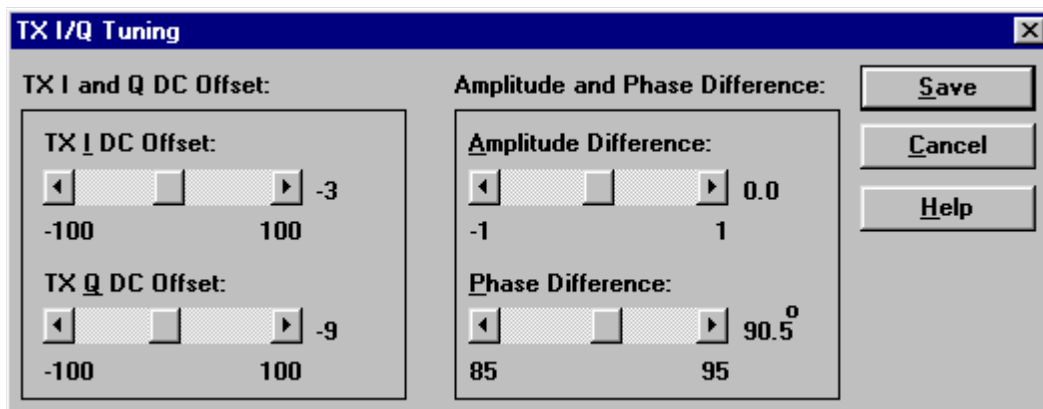 TX I/Q Tuning
TX I and Q DC Offset:
TX I DC Offset:
-3
-100 100
TX Q DC Offset:
-9
-100 100
Amplitude and Phase Difference:
Amplitude Difference:
0.0
-1 1
Phase Difference:
90.5°
85 95
Save
Cancel
Help